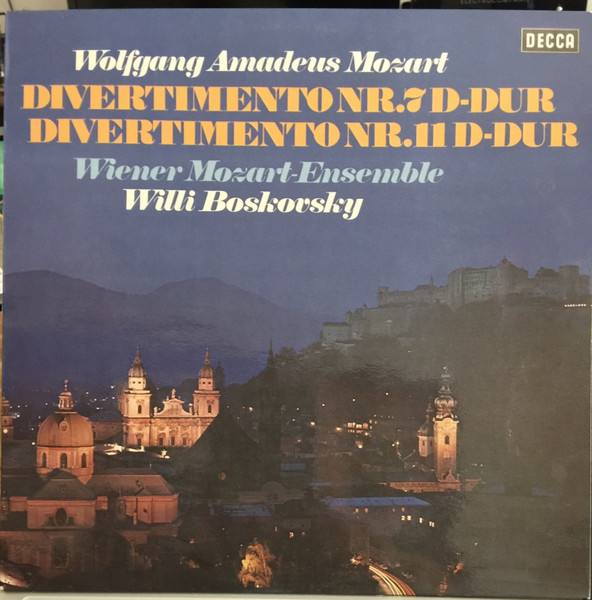 DECCA
Wolfgang Amadeus Mozart
DIVERTIMENTO NR.7 D-DUR
DIVERTIMENTO NR.11 D-DUR
Wiener Mozart-Ensemble
Willi Boskovsky